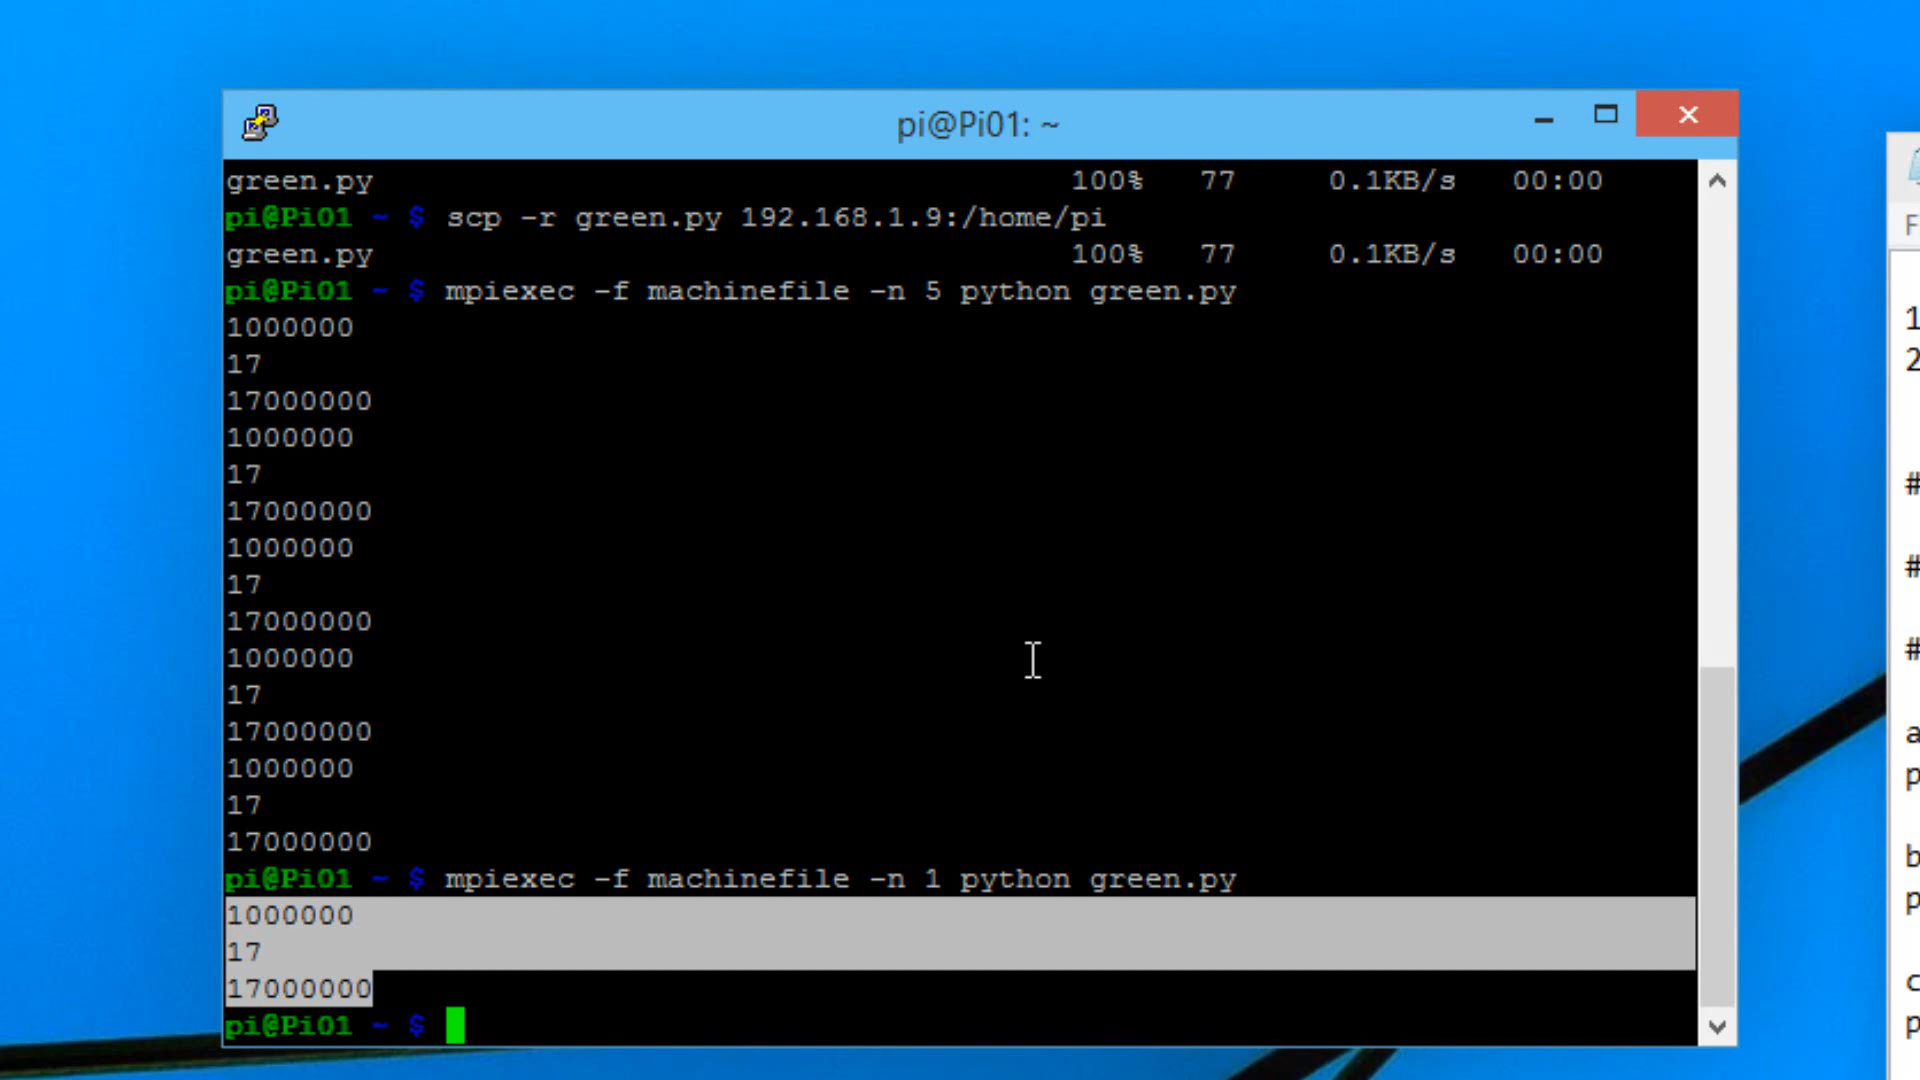 pi@Pi01: ~
green.py 100% 77 0.1KB/s 00:00
pi@Pi01 ~ $ scp -r green.py 192.168.1.9:/home/pi
green.py 100% 77 0.1KB/s 00:00
pi@Pi01 ~ $ mpiexec -f machinefile -n 5 python green.py
1000000
17
17000000
1000000
17
17000000
1000000
17
17000000
1000000
17
17000000
1000000
17
17000000
pi@Pi01 ~ $ mpiexec -f machinefile -n 1 python green.py
1000000
17
17000000
pi@Pi01 ~ $
F
1
2
#
#
#
a
p
b
p
c
p